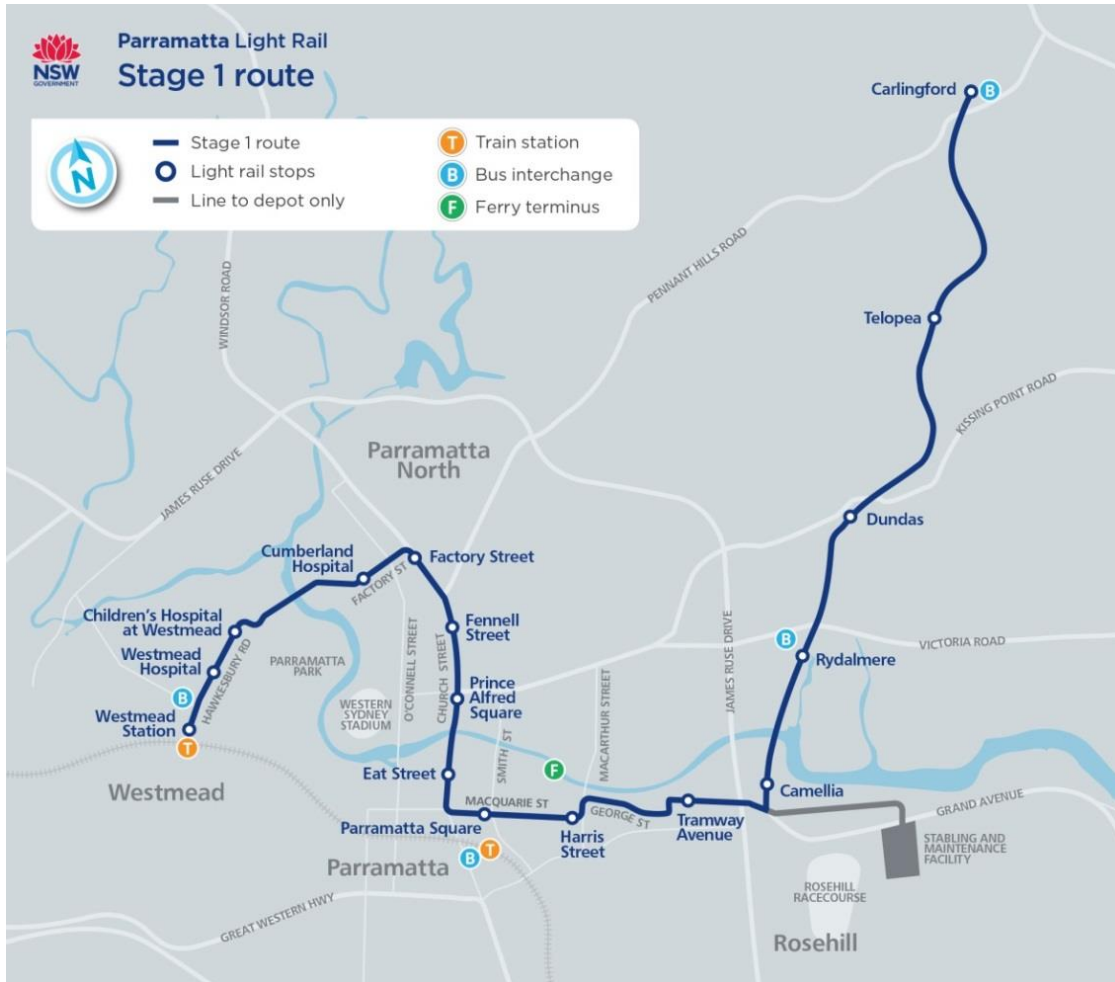 Parramatta Light Rail
Stage 1 route
NSW
GOVERNMENT
N
Stage 1 route
Light rail stops
Line to depot only
T Train station
B Bus interchange
F Ferry terminus
Carlingford
B
WINDSOR ROAD
PENNANT HILLS ROAD
Telopea
KISSING POINT ROAD
JAMES RUSE DRIVE
Parramatta
North
Dundas
Cumberland
Hospital
Factory Street
FACTORY ST
Children's Hospital
at Westmead
Fennell
Street
Westmead
Hospital
HAWKESBURY RD
PARRAMATTA
PARK
O'CONNELL STREET
CHURCH STREET
JAMES RUSE DRIVE
B
Rydalmere
VICTORIA ROAD
B
Westmead
Station
T
WESTERN
SYDNEY
STADIUM
Prince
Alfred
Square
SMITH ST
MACARTHUR STREET
Westmead
Eat Street
F
Camellia
MACQUARIE ST
GEORGE ST
GRAND AVENUE
Parramatta Square
Harris
Street
Tramway
Avenue
STABLING AND
MAINTENANCE
FACILITY
Parramatta
B
T
ROSEHILL
RACECOURSE
GREAT WESTERN HWY
Rosehill